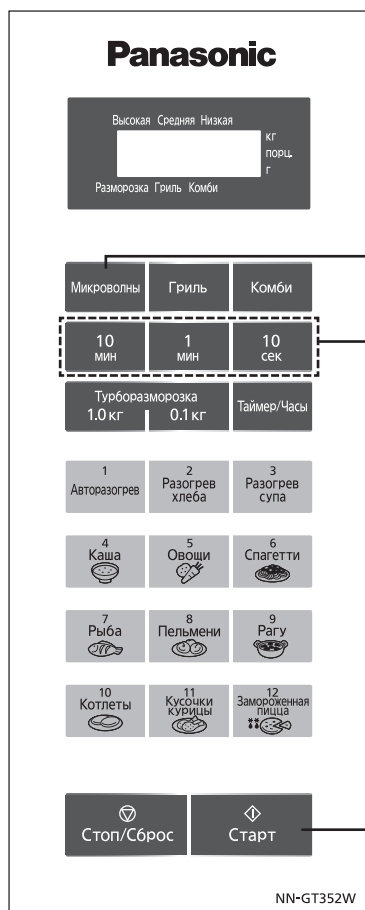 Panasonic
Высокая Средняя Низкая
кг
порц.
г
Разморозка Гриль Комби
Микроволны Гриль Комби
10 1 10
мин мин сек
Турборазморозка
1.0 кг 0.1 кг Таймер/Часы
1 2 3
Авторазогрев Разогрев хлеба Разогрев супа
4 5 6
Каша Овощи Спагетти
7 8 9
Рыба Пельмени Рагу
10 11 12
Котлеты Кусочки курицы Замороженная пицца
Стоп/Сброс Старт
NN-GT352W